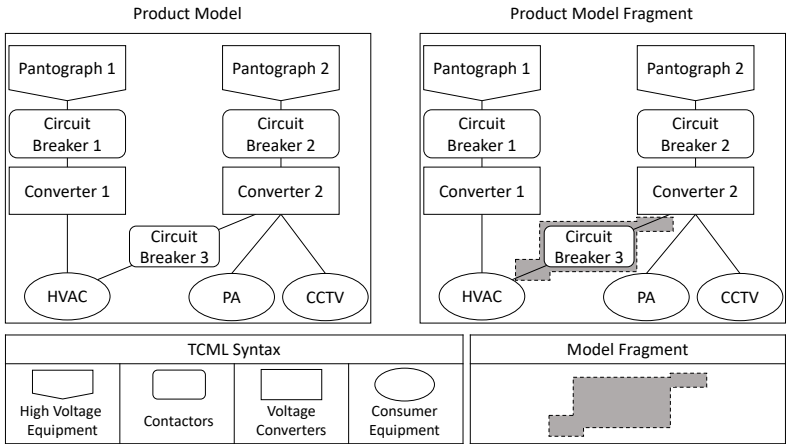 Product Model
Pantograph 1
Pantograph 2
Circuit
Breaker 1
Circuit
Breaker 2
Converter 1
Converter 2
Circuit
Breaker 3
HVAC
PA
CCTV
Product Model Fragment
Pantograph 1
Pantograph 2
Circuit
Breaker 1
Circuit
Breaker 2
Converter 1
Converter 2
Circuit
Breaker 3
HVAC
PA
CCTV
TCML Syntax
High Voltage
Equipment
Contactors
Voltage
Converters
Consumer
Equipment
Model Fragment